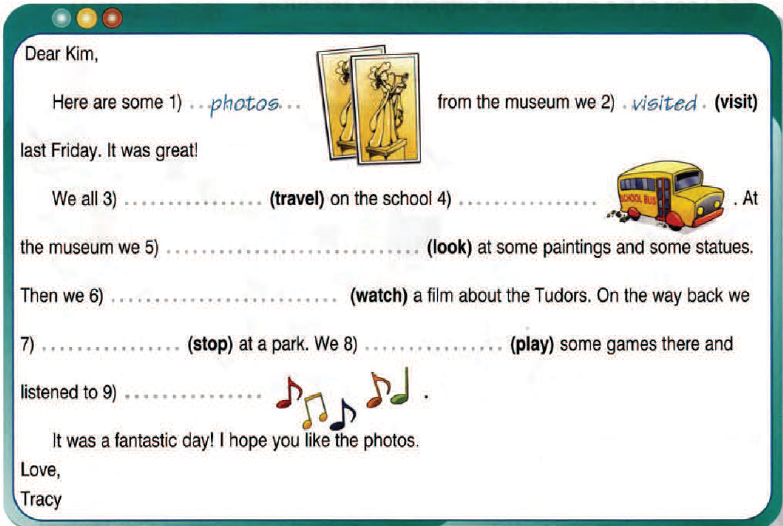 Dear Kim,
Here are some 1) ..photos... from the museum we 2) .visited. (visit)
last Friday. It was great!
We all 3) .................. (travel) on the school 4) .................. SCHOOL BUS . At
the museum we 5) ................................. (look) at some paintings and some statues.
Then we 6) ............................. (watch) a film about the Tudors. On the way back we
7) .................. (stop) at a park. We 8) .................. (play) some games there and
listened to 9) .................. .
It was a fantastic day! I hope you like the photos.
Love,
Tracy